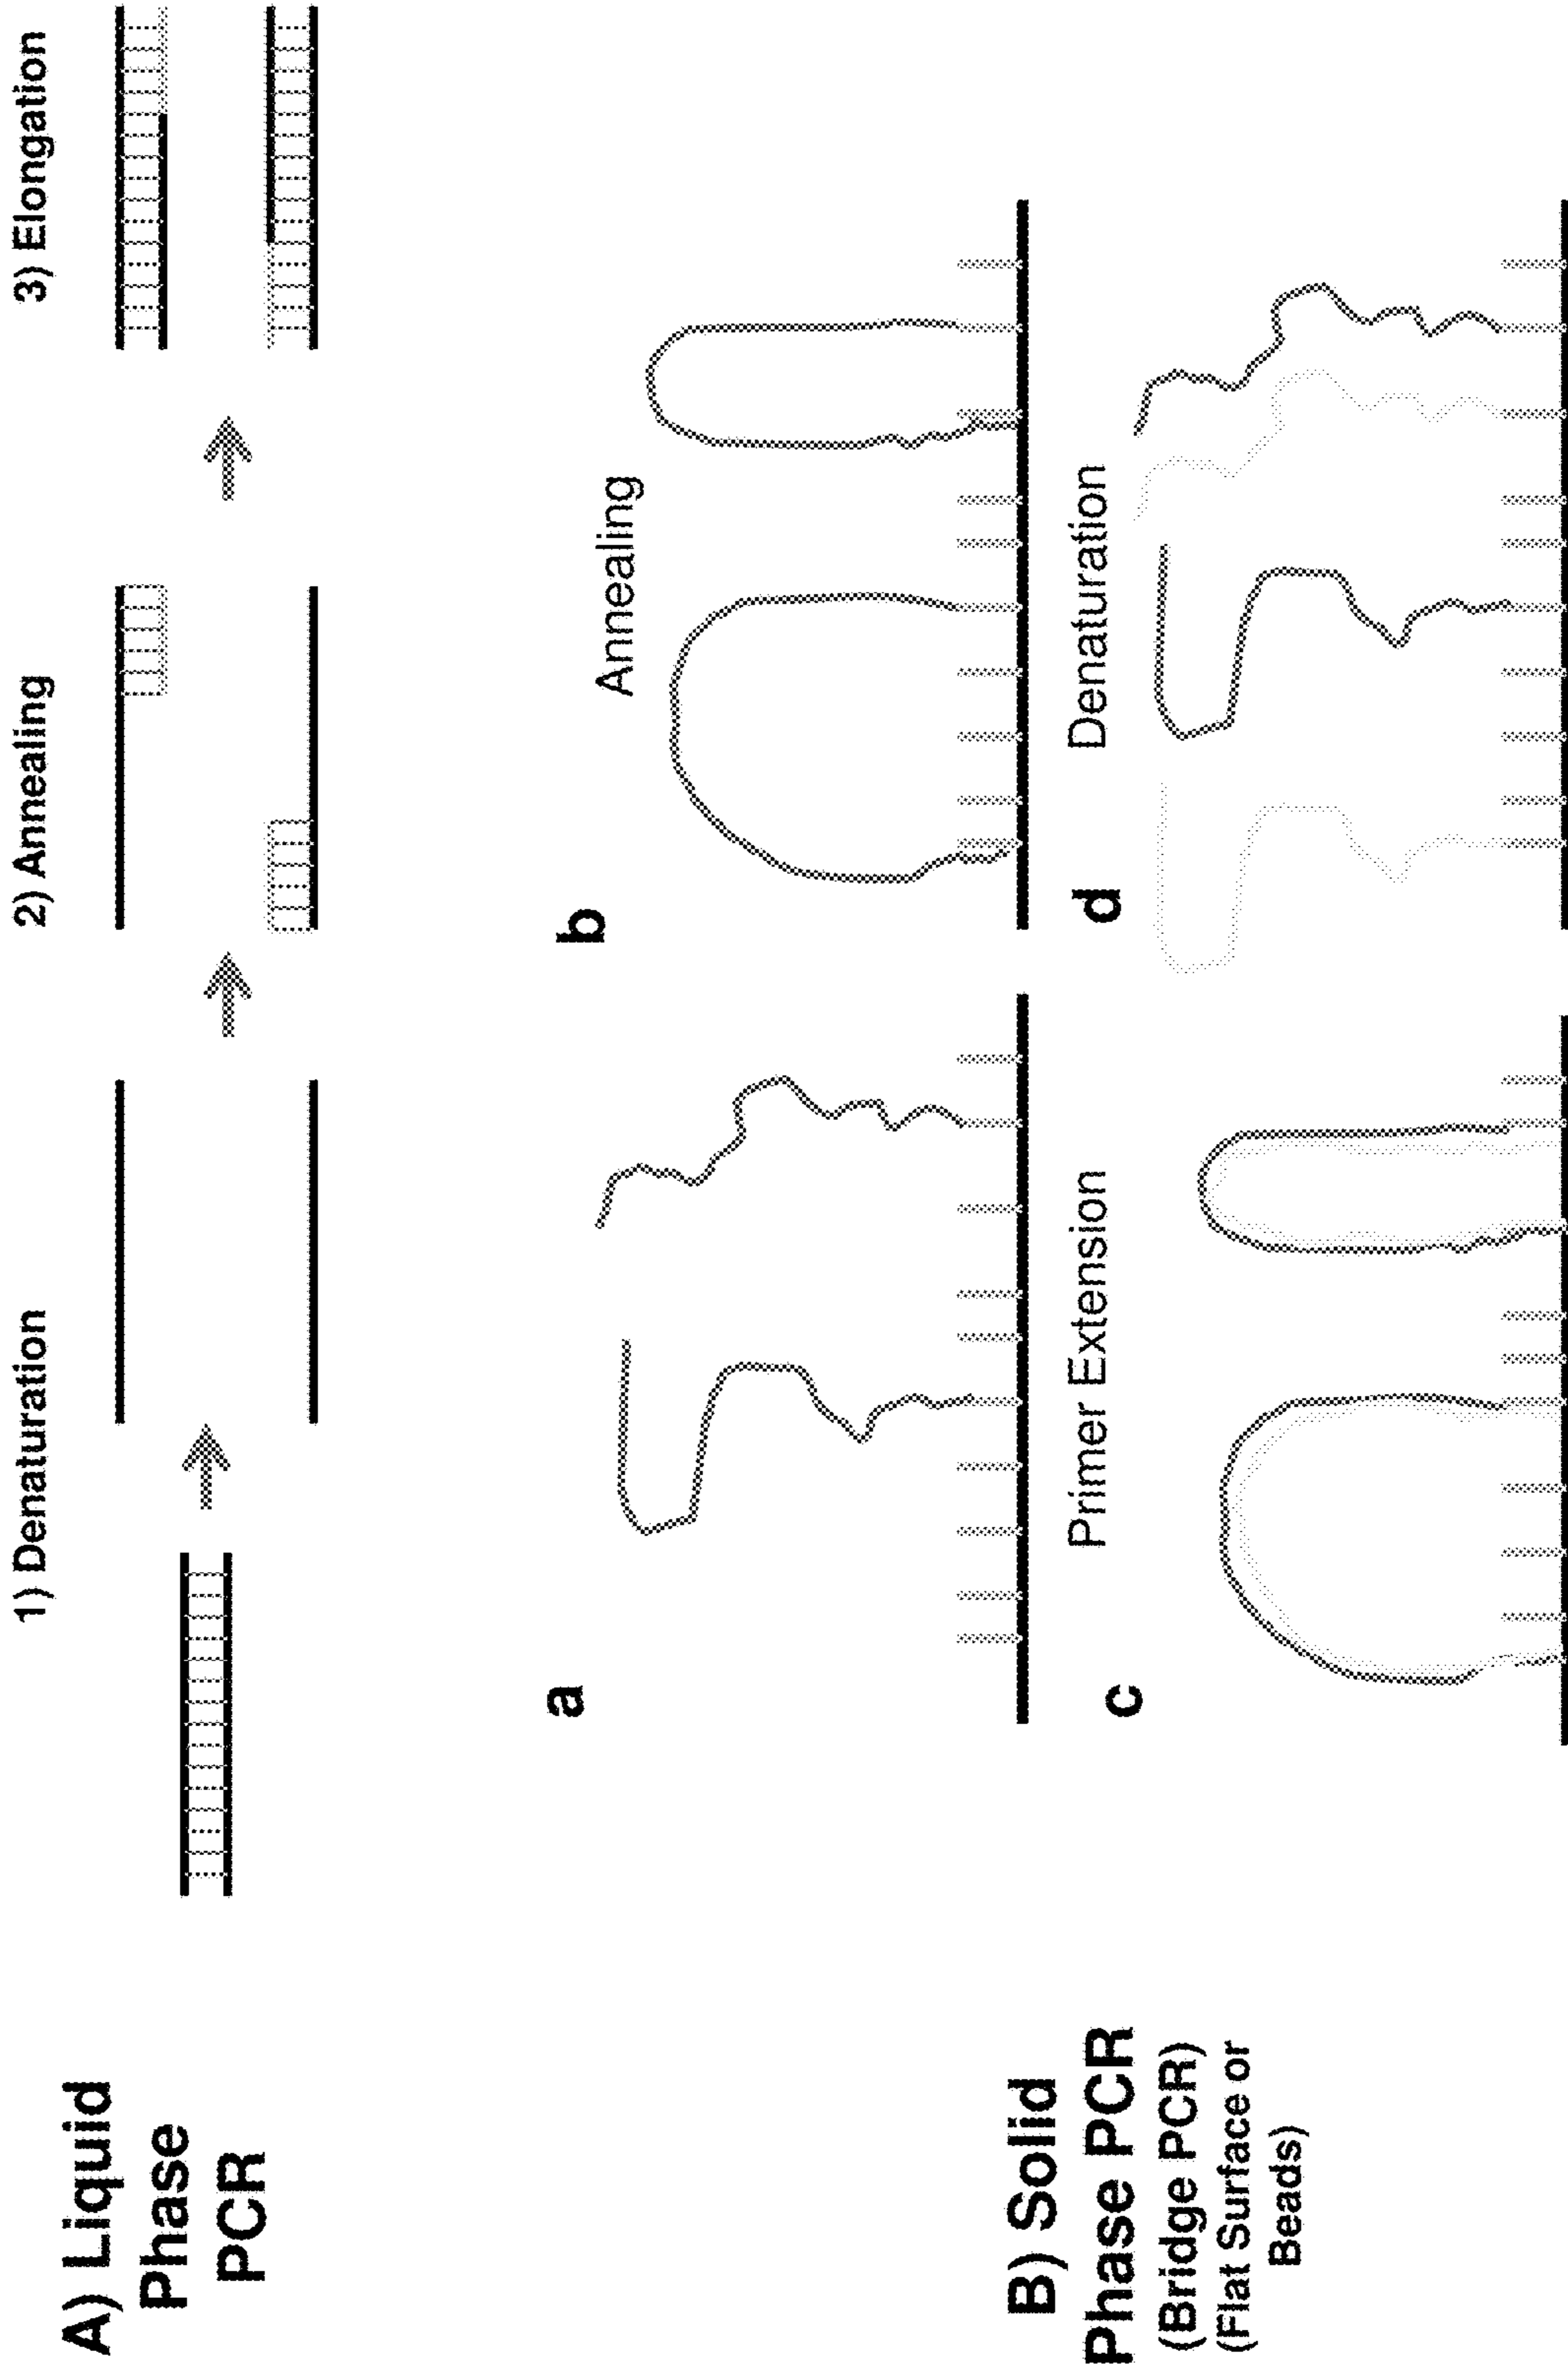 A) Liquid
Phase
PCR
1) Denaturation
2) Annealing
3) Elongation
B) Solid
Phase PCR
(Bridge PCR)
(Flat Surface or
Beads)
a
b
Annealing
c
Primer Extension
d
Denaturation